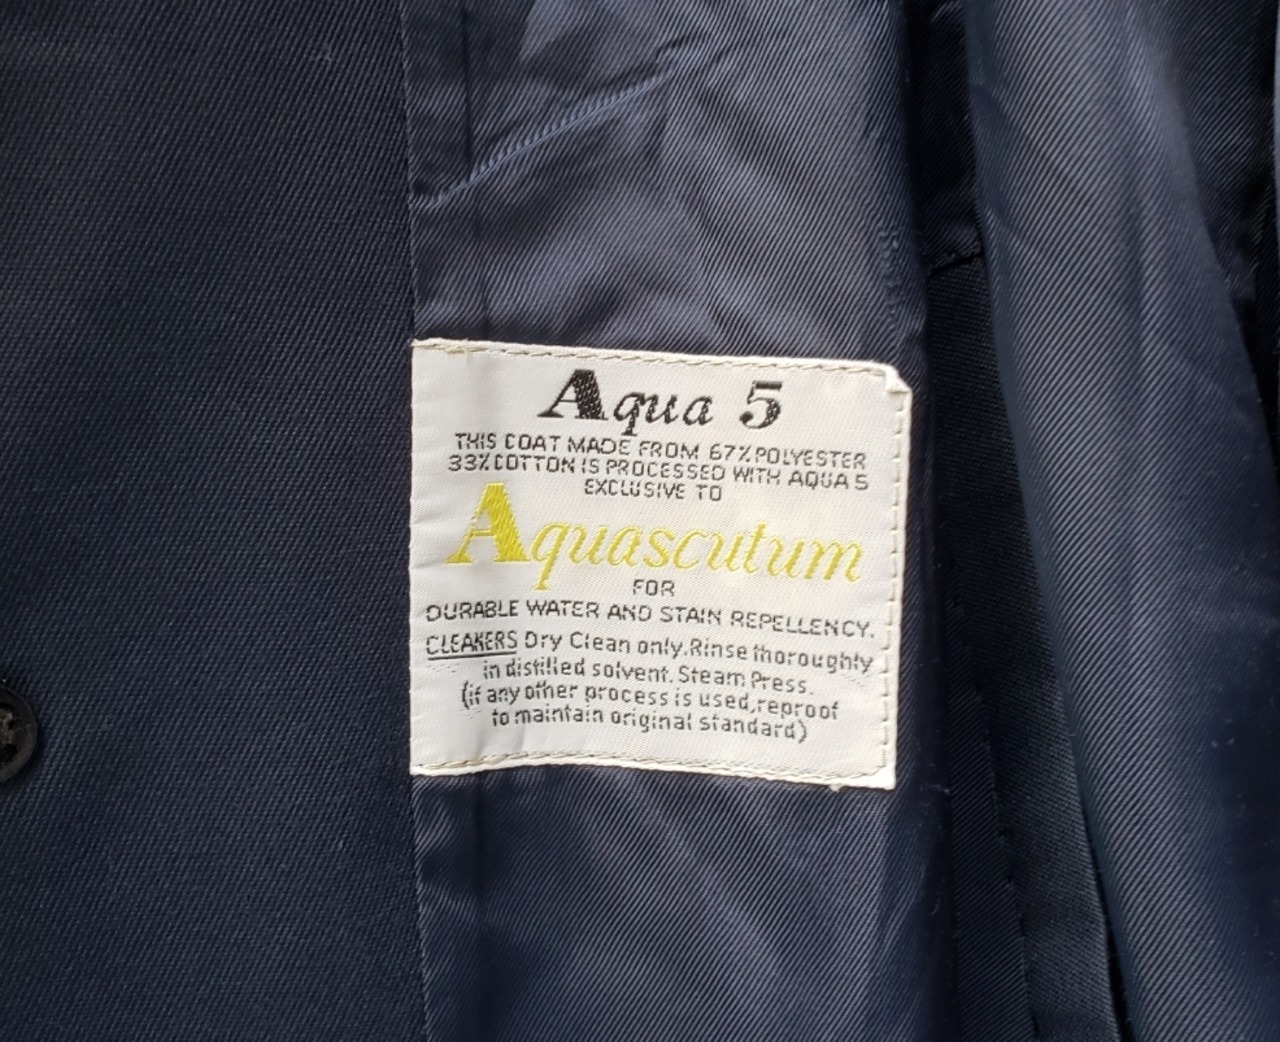 Aqua 5
THIS COAT MADE FROM 67% POLYESTER
33% COTTON IS PROCESSED WITH AQUA 5
EXCLUSIVE TO
Aquascutum
FOR
DURABLE WATER AND STAIN REPELLENCY.
CLEANERS Dry Clean only. Rinse thoroughly
in distilled solvent. Steam Press.
(if any other process is used, reproof
to maintain original standard)